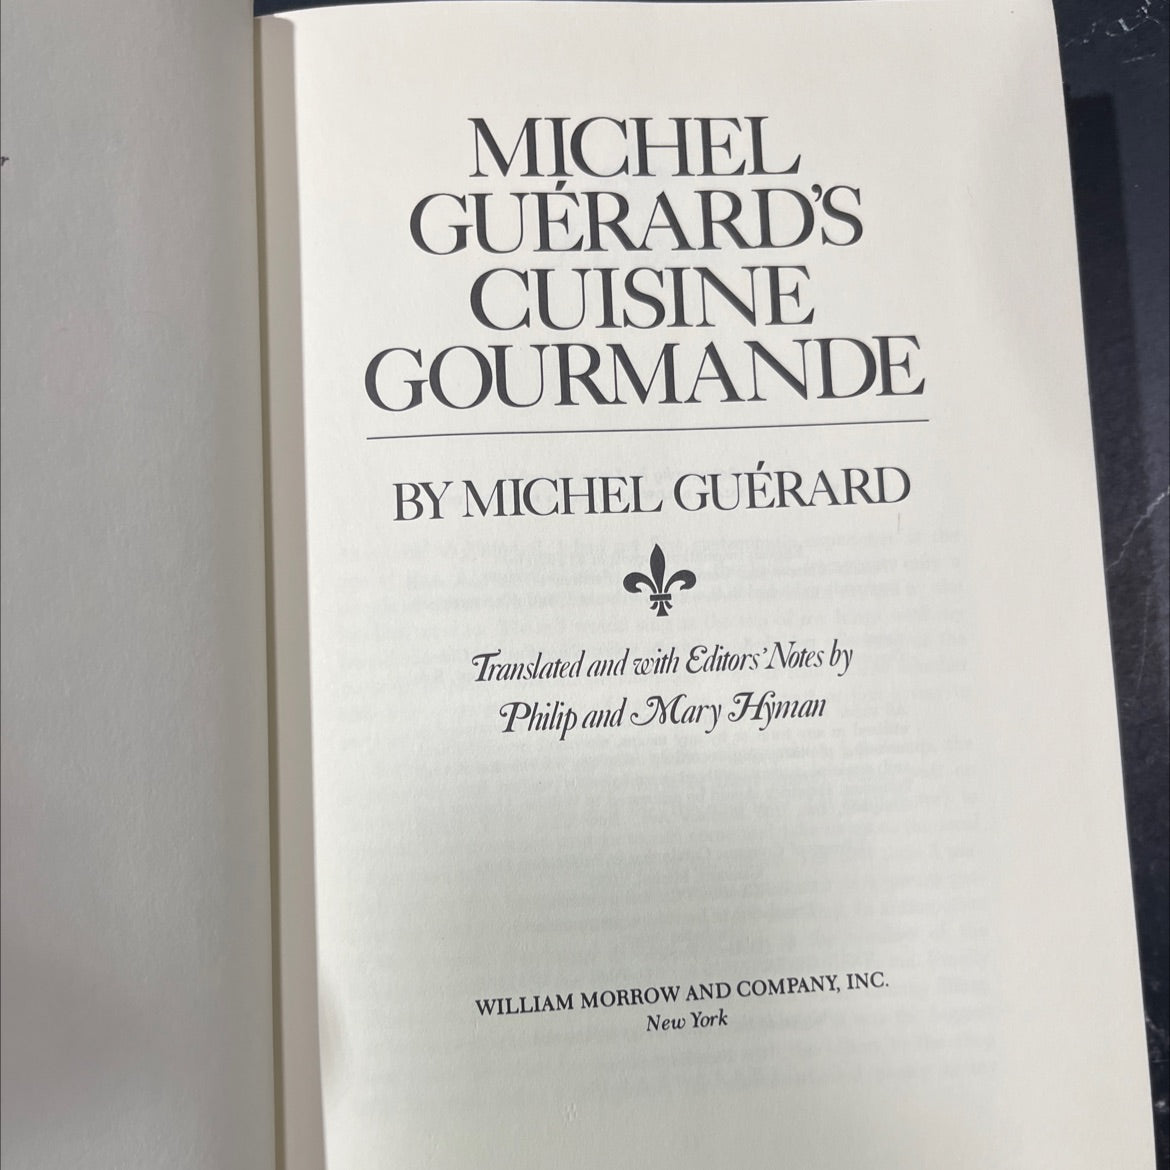 MICHEL
GUÉRARD'S
CUISINE
GOURMANDE
BY MICHEL GUÉRARD
Translated and with Editors' Notes by
Philip and Mary Hyman
WILLIAM MORROW AND COMPANY, INC.
New York